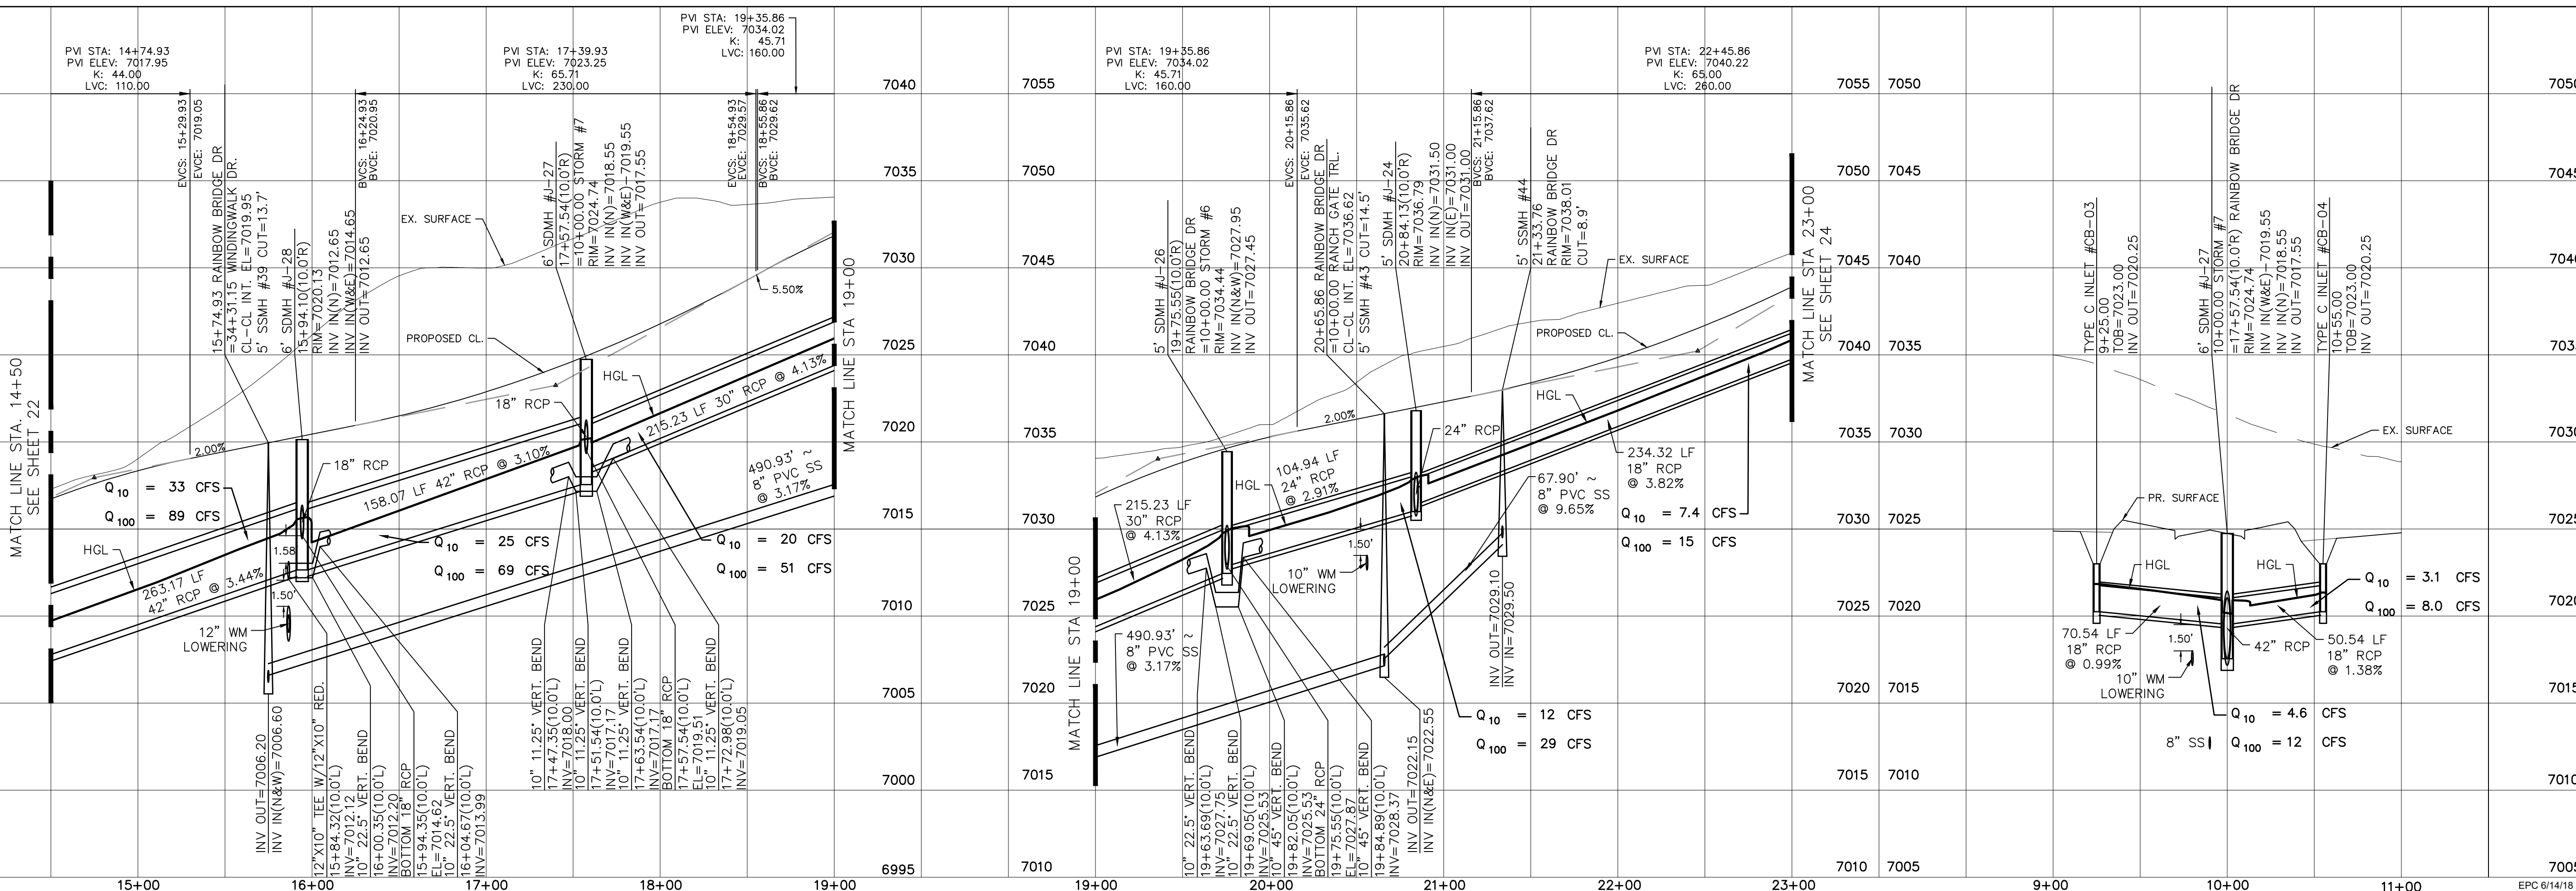 PVI STA: 14+74.93
PVI ELEV: 7017.95
K: 44.00
LVC: 110.00
PVI STA: 17+39.93
PVI ELEV: 7023.25
K: 65.71
LVC: 230.00
PVI STA: 19+35.86
PVI ELEV: 7034.02
K: 45.71
LVC: 160.00
EVCS: 15+29.93
EVCE: 7019.05
BVCS: 16+24.93
BVCE: 7020.95
EVCS: 18+54.93
EVCE: 7029.57
BVCS: 18+55.86
BVCE: 7029.62
15+74.93 RAINBOW BRIDGE DR
=34+31.15 WINDINGWALK DR.
CL-CL INT. EL=7019.95
5' SSMH #39 CUT=13.7'
6' SDMH #J-28
15+94.10(10.0'R)
RIM=7020.13
INV IN(N)=7012.65
INV IN(W&E)=7014.65
INV OUT=7012.65
6' SDMH #J-27
17+57.54(10.0'R)
=10+00.00 STORM #7
RIM=7024.74
INV IN(N)=7018.55
INV IN(W&E)-7019.55
INV OUT=7017.55
EX. SURFACE
PROPOSED CL.
5.50%
2.00%
HGL
18" RCP
215.23 LF 30" RCP @ 4.13%
158.07 LF 42" RCP @ 3.10%
18" RCP
Q10 = 33 CFS
Q100 = 89 CFS
HGL
263.17 LF
42" RCP @ 3.44%
1.58'
1.50'
12" WM
LOWERING
Q10 = 25 CFS
Q100 = 69 CFS
Q10 = 20 CFS
Q100 = 51 CFS
490.93' ~
8" PVC SS
@ 3.17%
MATCH LINE STA. 14+50
SEE SHEET 22
MATCH LINE STA 19+00
INV OUT=7006.20
INV IN(N&W)=7006.60
12"X10" TEE W/12"X10" RED.
15+84.32(10.0'L)
INV=7012.12
10" 22.5° VERT. BEND
16+00.35(10.0'L)
INV=7012.20
BOTTOM 18" RCP
15+94.35(10.0'L)
EL=7014.62
10" 22.5° VERT. BEND
16+04.67(10.0'L)
INV=7013.99
10" 11.25° VERT. BEND
17+47.35(10.0'L)
INV=7018.00
10" 11.25° VERT. BEND
17+51.54(10.0'L)
INV=7017.17
10" 11.25° VERT. BEND
17+63.54(10.0'L)
INV=7017.17
BOTTOM 18" RCP
17+57.54(10.0'L)
EL=7019.51
10" 11.25° VERT. BEND
17+72.98(10.0'L)
INV=7019.05
7040
7035
7030
7025
7020
7015
7010
7005
7000
6995
15+00
16+00
17+00
18+00
19+00
PVI STA: 19+35.86
PVI ELEV: 7034.02
K: 45.71
LVC: 160.00
PVI STA: 22+45.86
PVI ELEV: 7040.22
K: 65.00
LVC: 260.00
7055
7050
7045
7040
7035
7030
7025
7020
7015
7010
EVCS: 20+15.86
EVCE: 7035.62
BVCS: 21+15.86
BVCE: 7037.62
5' SDMH #J-26
19+75.55(10.0'R)
RAINBOW BRIDGE DR
=10+00.00 STORM #6
RIM=7034.44
INV IN(N&W)=7027.95
INV OUT=7027.45
20+65.86 RAINBOW BRIDGE DR
=10+00.00 RANCH GATE TRL.
CL-CL INT. EL=7036.62
5' SSMH #43 CUT=14.5'
5' SDMH #J-24
20+84.13(10.0'R)
RIM=7036.79
INV IN(N)=7031.50
INV IN(E)=7031.00
INV OUT=7031.00
5' SSMH #44
21+33.76
RAINBOW BRIDGE DR
RIM=7038.01
CUT=8.9'
EX. SURFACE
PROPOSED CL.
2.00%
HGL
24" RCP
104.94 LF
24" RCP
@ 2.91%
HGL
215.23 LF
30" RCP
@ 4.13%
234.32 LF
18" RCP
@ 3.82%
67.90' ~
8" PVC SS
@ 9.65%
Q10 = 7.4 CFS
Q100 = 15 CFS
1.50'
10" WM
LOWERING
490.93' ~
8" PVC SS
@ 3.17%
Q10 = 12 CFS
Q100 = 29 CFS
INV OUT=7029.10
INV IN=7029.50
INV OUT=7022.15
INV IN(N&E)=7022.55
10" 22.5° VERT. BEND
19+63.69(10.0'L)
INV=7027.75
10" 22.5° VERT. BEND
19+69.05(10.0'L)
INV=7025.53
10" 45° VERT. BEND
19+82.05(10.0'L)
INV=7025.53
BOTTOM 24" RCP
19+75.55(10.0'L)
EL=7027.87
10" 45° VERT. BEND
19+84.89(10.0'L)
INV=7028.37
MATCH LINE STA 19+00
MATCH LINE STA 23+00
SEE SHEET 24
7055
7050
7045
7040
7035
7030
7025
7020
7015
7010
19+00
20+00
21+00
22+00
23+00
7050
7045
7040
7035
7030
7025
7020
7015
7010
7005
TYPE C INLET #CB-03
9+25.00
TOB=7023.00
INV OUT=7020.25
6' SDMH #J-27
10+00.00 STORM #7
=17+57.54(10.0'R) RAINBOW BRIDGE DR
RIM=7024.74
INV IN(W&E)-7019.55
INV IN(N)=7018.55
INV OUT=7017.55
TYPE C INLET #CB-04
10+55.00
TOB=7023.00
INV OUT=7020.25
EX. SURFACE
PR. SURFACE
HGL
HGL
Q10 = 3.1 CFS
Q100 = 8.0 CFS
70.54 LF
18" RCP
@ 0.99%
1.50'
10" WM
LOWERING
42" RCP
50.54 LF
18" RCP
@ 1.38%
8" SS
Q10 = 4.6 CFS
Q100 = 12 CFS
9+00
10+00
11+00
EPC 6/14/18